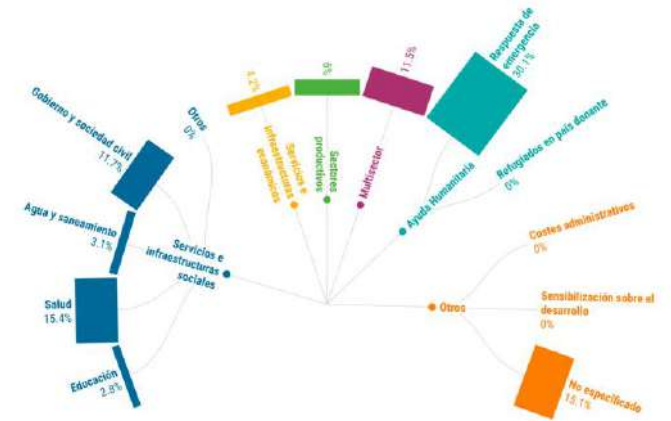 Gobierno y sociedad civil
11.7%
Agua y saneamiento
3.1%
Salud
15.4%
Educación
2.8%
Otros
0%
Servicios e
infraestructuras
sociales
4.2%
Servicios e
infraestructuras
económicos
6%
Sectores
productivos
11.5%
Multisector
Respuesta de
emergencia
30.1%
Ayuda Humanitaria
Refugiados en país donante
0%
Otros
Costes administrativos
0%
Sensibilización sobre el
desarrollo
0%
No especificado
15.1%